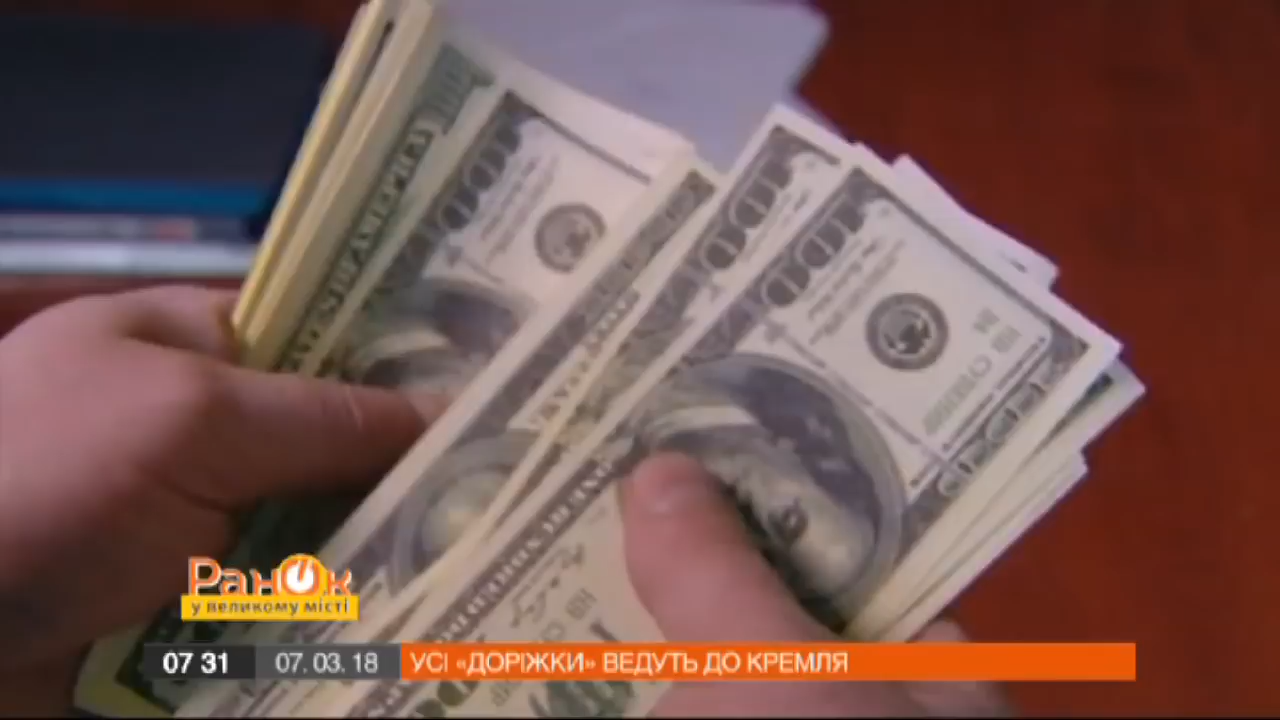 РанОк
у великому місті
07 31
07. 03. 18
УСІ «ДОРІЖКИ» ВЕДУТЬ ДО КРЕМЛЯ